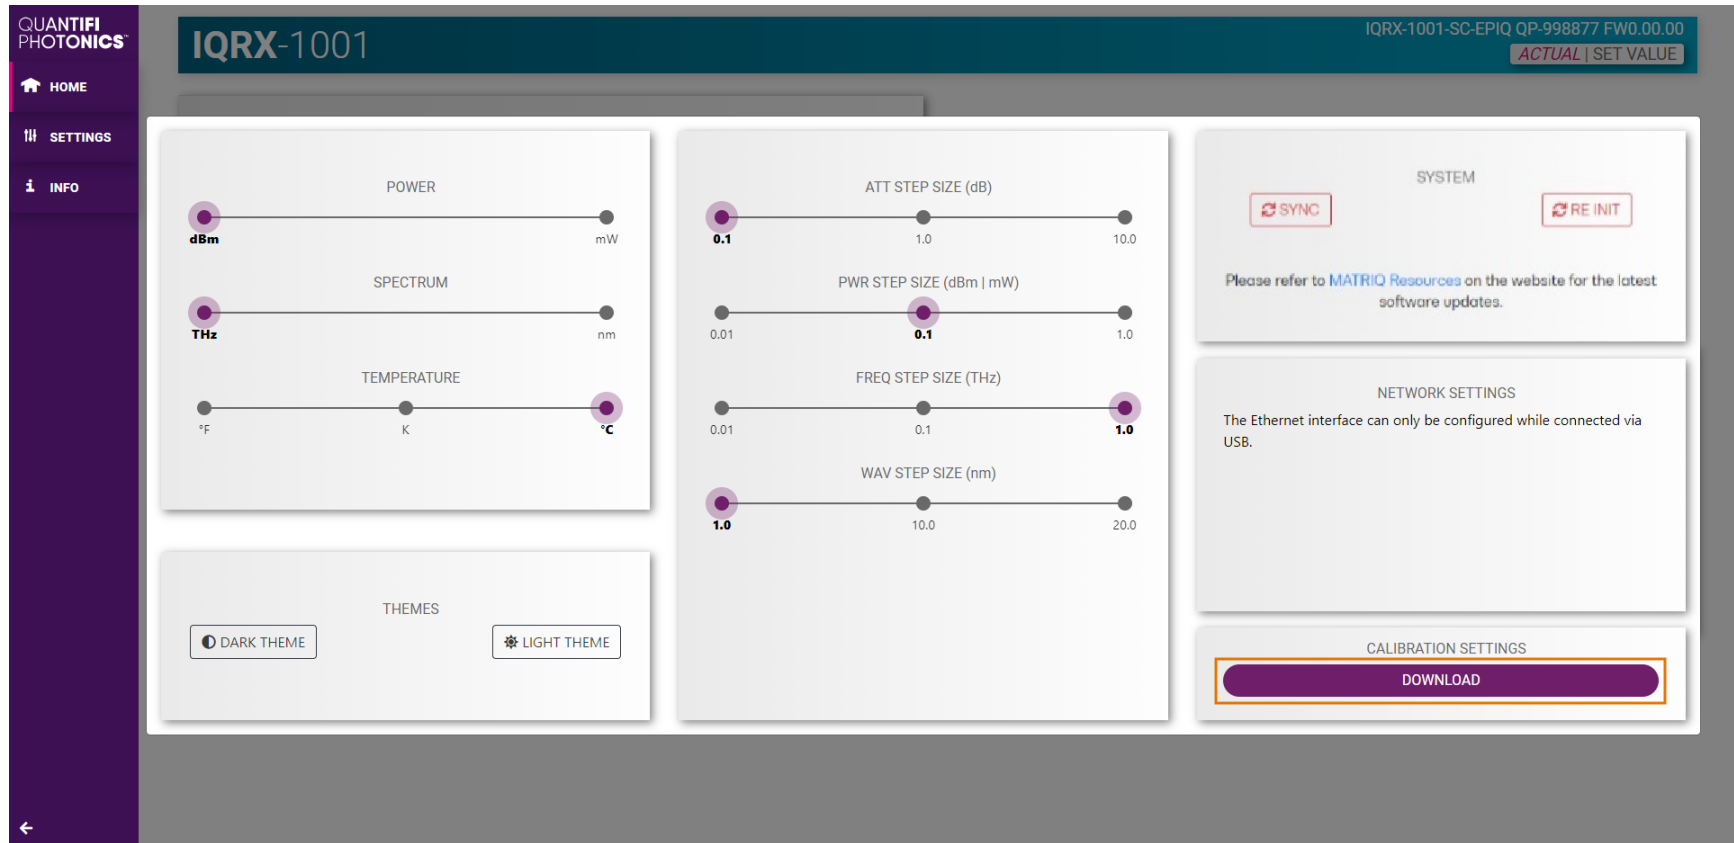 QUANTIFI
PHOTONICS™
HOME
SETTINGS
INFO
IQRX-1001
IQRX-1001-SC-EPIQ QP-998877 FW0.00.00
ACTUAL | SET VALUE
POWER
dBm mW
SPECTRUM
THz nm
TEMPERATURE
°F K °C
THEMES
DARK THEME LIGHT THEME
ATT STEP SIZE (dB)
0.1 1.0 10.0
PWR STEP SIZE (dBm | mW)
0.01 0.1 1.0
FREQ STEP SIZE (THz)
0.01 0.1 1.0
WAV STEP SIZE (nm)
1.0 10.0 20.0
SYSTEM
SYNC RE INIT
Please refer to MATRIQ Resources on the website for the latest
software updates.
NETWORK SETTINGS
The Ethernet interface can only be configured while connected via
USB.
CALIBRATION SETTINGS
DOWNLOAD